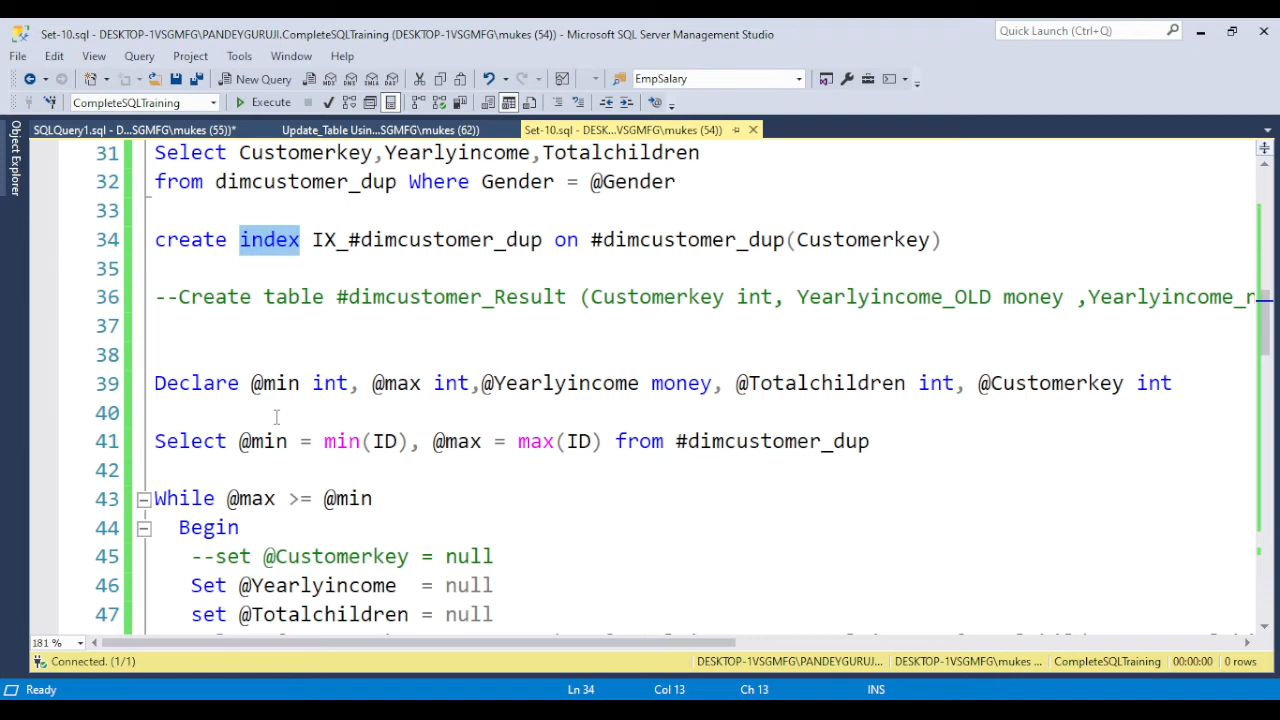 Set-10.sql - DESKTOP-1VSGMFG\PANDEYGURUJI.CompleteSQLTraining (DESKTOP-1VSGMFG\mukes (54)) - Microsoft SQL Server Management Studio
Quick Launch (Ctrl+Q)
File Edit View Query Project Tools Window Help
New Query EmpSalary
CompleteSQLTraining Execute
SQLQuery1.sql - D...SGMFG\mukes (55))* Update_Table Usin...SGMFG\mukes (62)) Set-10.sql - DESK...VSGMFG\mukes (54))
Object Explorer
31 Select Customerkey,Yearlyincome,Totalchildren
32 from dimcustomer_dup Where Gender = @Gender
33
34 create index IX_#dimcustomer_dup on #dimcustomer_dup(Customerkey)
35
36 --Create table #dimcustomer_Result (Customerkey int, Yearlyincome_OLD money ,Yearlyincome_n
37
38
39 Declare @min int, @max int,@Yearlyincome money, @Totalchildren int, @Customerkey int
40
41 Select @min = min(ID), @max = max(ID) from #dimcustomer_dup
42
43 While @max >= @min
44 Begin
45 --set @Customerkey = null
46 Set @Yearlyincome = null
47 set @Totalchildren = null
181 %
Connected. (1/1) DESKTOP-1VSGMFG\PANDEYGURUJI... DESKTOP-1VSGMFG\mukes ... CompleteSQLTraining 00:00:00 0 rows
Ready Ln 34 Col 13 Ch 13 INS